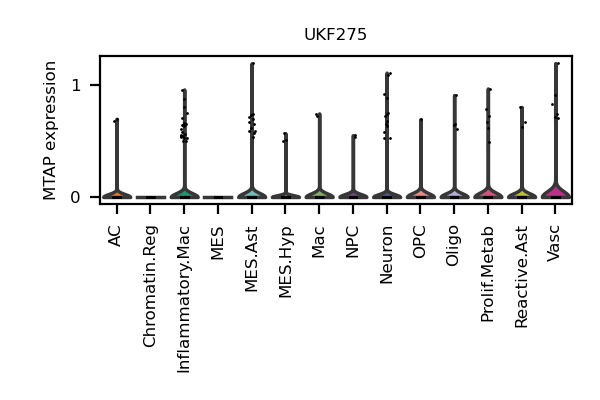 UKF275
MTAP expression
1
0
AC
Chromatin.Reg
Inflammatory.Mac
MES
MES.Ast
MES.Hyp
Mac
NPC
Neuron
OPC
Oligo
Prolif.Metab
Reactive.Ast
Vasc